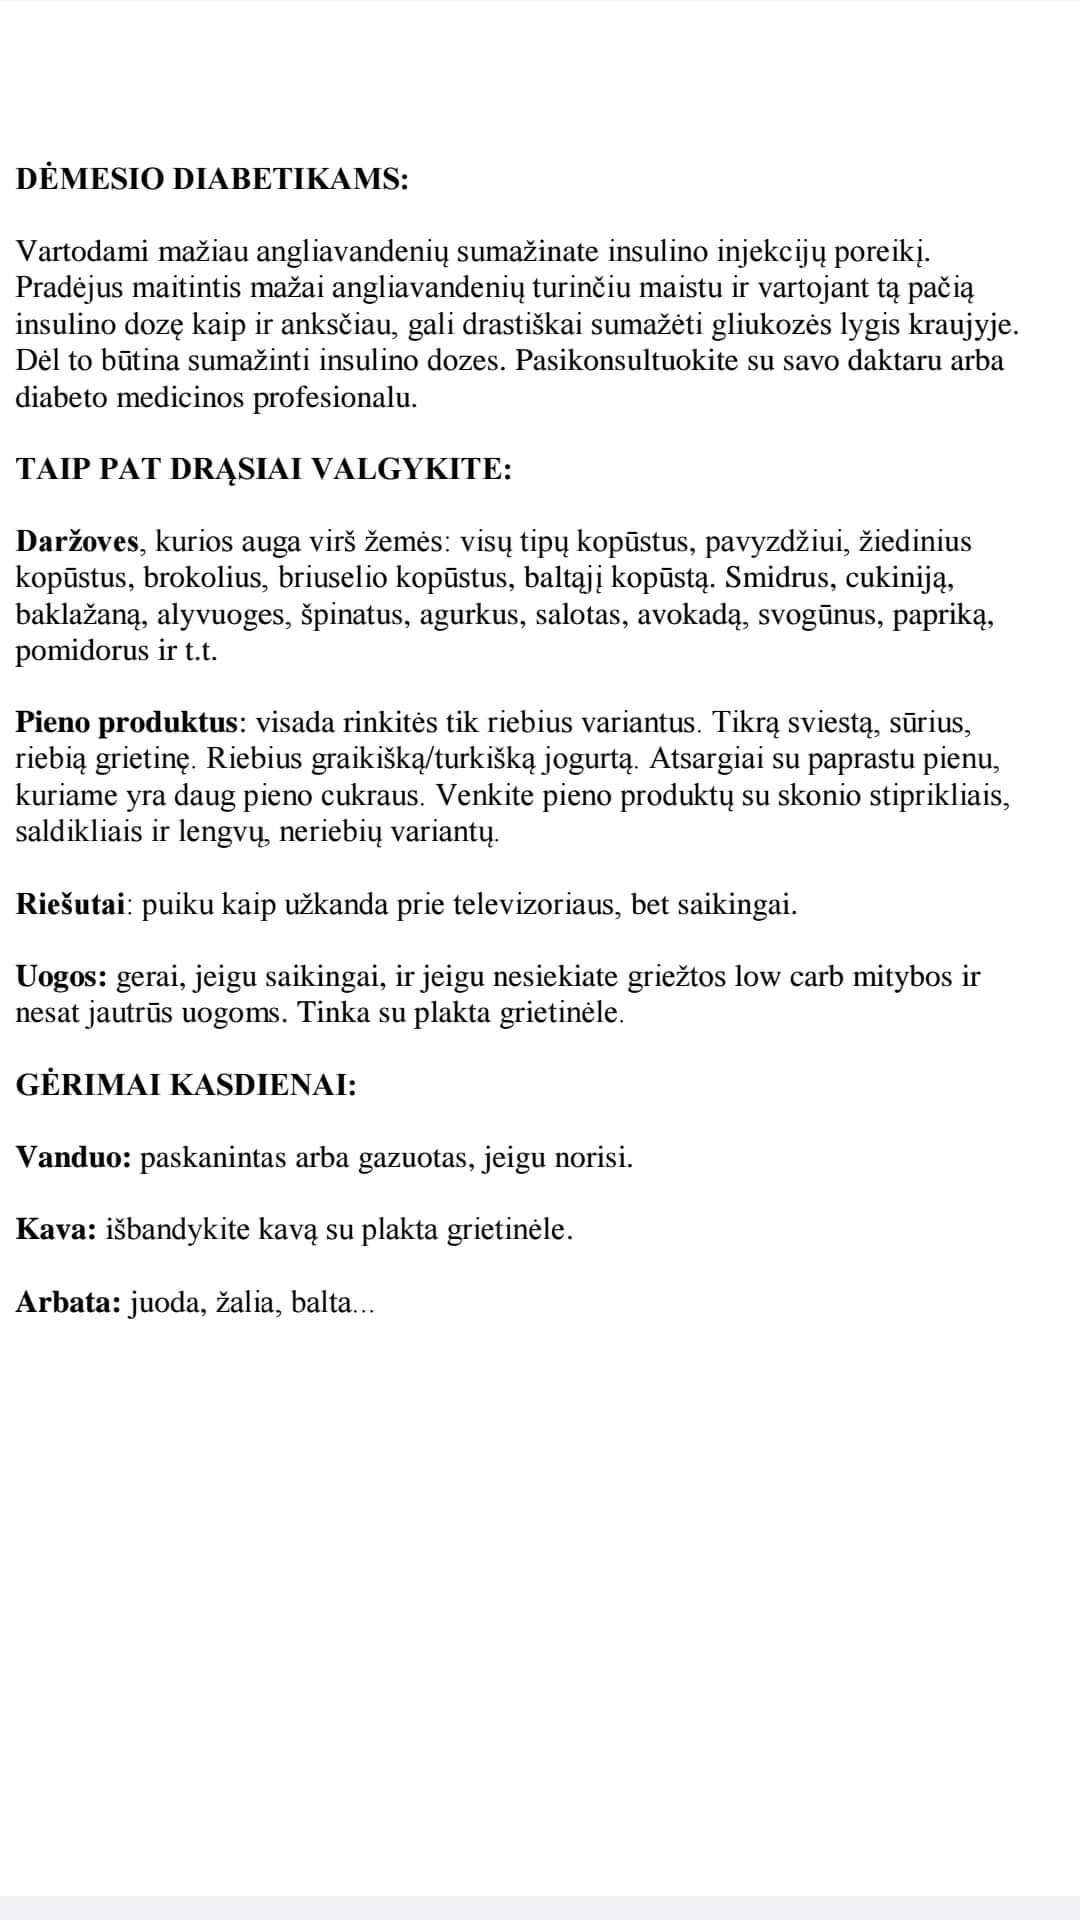 DĖMESIO DIABETIKAMS:
Vartodami mažiau angliavandenių sumažinate insulino injekcijų poreikį.
Pradėjus maitintis mažai angliavandenių turinčiu maistu ir vartojant tą pačią
insulino dozę kaip ir anksčiau, gali drastiškai sumažėti gliukozės lygis kraujyje.
Dėl to būtina sumažinti insulino dozes. Pasikonsultuokite su savo daktaru arba
diabeto medicinos profesionalu.
TAIP PAT DRĄSIAI VALGYKITE:
Daržoves, kurios auga virš žemės: visų tipų kopūstus, pavyzdžiui, žiedinius
kopūstus, brokolius, briuselio kopūstus, baltąjį kopūstą. Smidrus, cukiniją,
baklažaną, alyvuoges, špinatus, agurkus, salotas, avokadą, svogūnus, papriką,
pomidorus ir t.t.
Pieno produktus: visada rinkitės tik riebius variantus. Tikrą sviestą, sūrius,
riebią grietinę. Riebius graikišką/turkišką jogurtą. Atsargiai su paprastu pienu,
kuriame yra daug pieno cukraus. Venkite pieno produktų su skonio stiprikliais,
saldikliais ir lengvų, neriebių variantų.
Riešutai: puiku kaip užkanda prie televizoriaus, bet saikingai.
Uogos: gerai, jeigu saikingai, ir jeigu nesiekiate griežtos low carb mitybos ir
nesat jautrūs uogoms. Tinka su plakta grietinėle.
GĖRIMAI KASDIENAI:
Vanduo: paskanintas arba gazuotas, jeigu norisi.
Kava: išbandykite kavą su plakta grietinėle.
Arbata: juoda, žalia, balta...